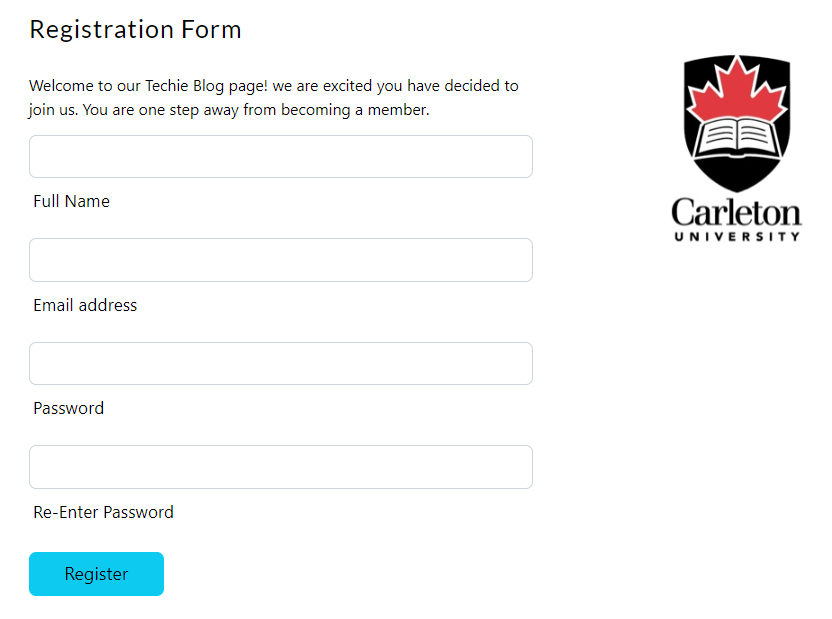 Registration Form
Welcome to our Techie Blog page! we are excited you have decided to
join us. You are one step away from becoming a member.
Full Name
Email address
Password
Re-Enter Password
Register
Carleton
UNIVERSITY